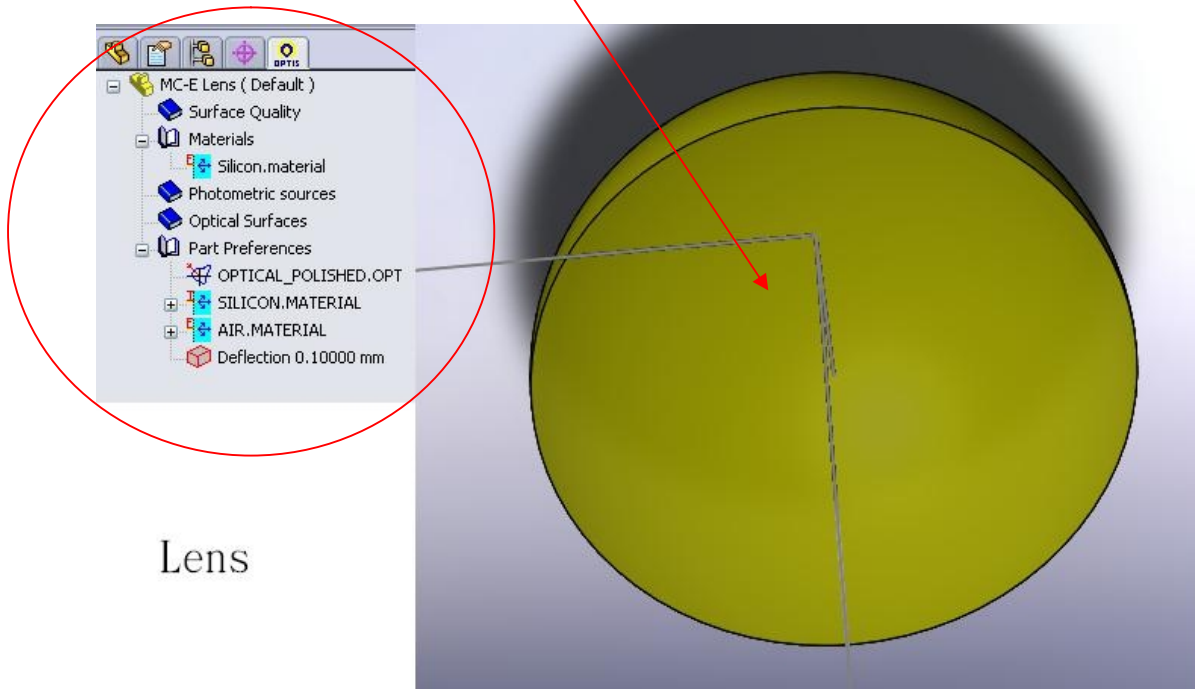 OPTIS
MC-E Lens ( Default )
Surface Quality
Materials
E
Silicon.material
Photometric sources
Optical Surfaces
Part Preferences
OPTICAL_POLISHED.OPT
I
SILICON.MATERIAL
E
AIR.MATERIAL
Deflection 0.10000 mm
Lens